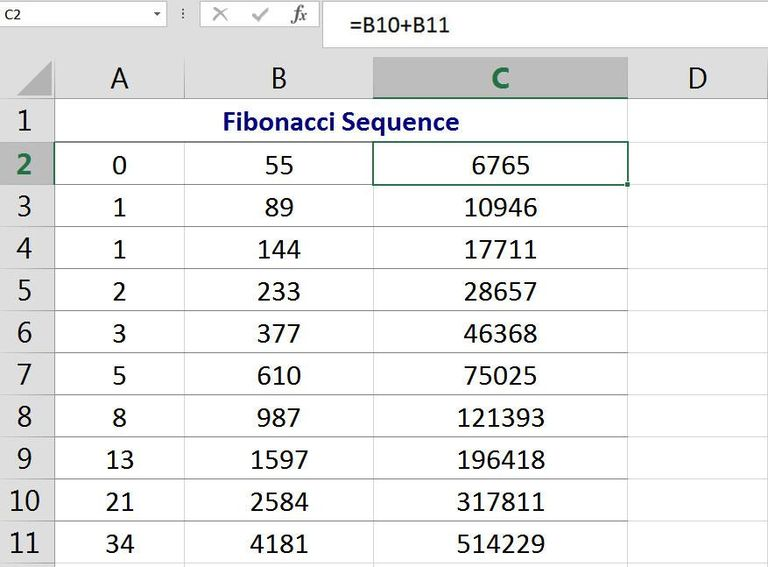 C2 fx =B10+B11
A B C D
1 Fibonacci Sequence
2 0 55 6765
3 1 89 10946
4 1 144 17711
5 2 233 28657
6 3 377 46368
7 5 610 75025
8 8 987 121393
9 13 1597 196418
10 21 2584 317811
11 34 4181 514229